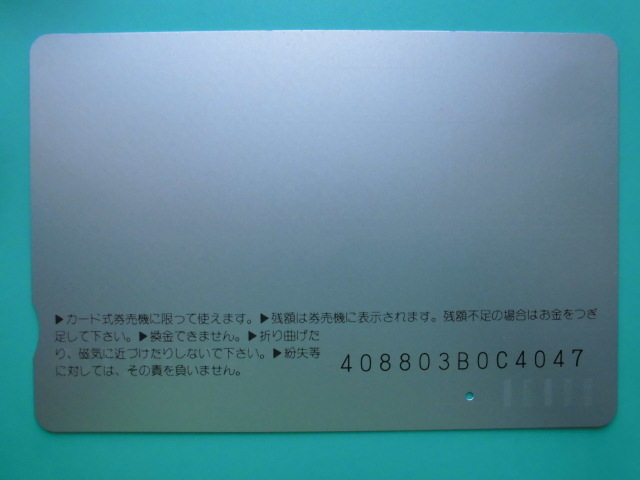 ▶カード式券売機に限って使えます。▶残額は券売機に表示されます。残額不足の場合はお金をつぎ
足して下さい。▶換金できません。▶折り曲げた
り、磁気に近づけたりしないで下さい。▶紛失等
に対しては、その責を負いません。
408803B0C4047